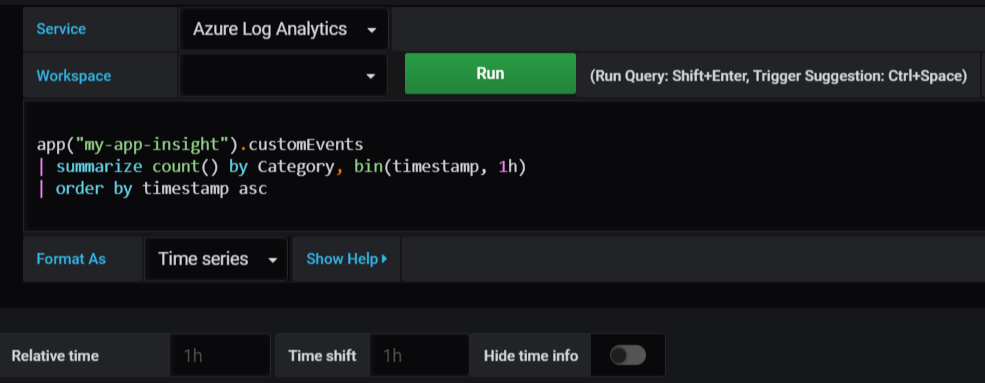 Service Azure Log Analytics
Workspace Run (Run Query: Shift+Enter, Trigger Suggestion: Ctrl+Space)
app("my-app-insight").customEvents
| summarize count() by Category, bin(timestamp, 1h)
| order by timestamp asc
Format As Time series Show Help
Relative time 1h Time shift 1h Hide time info